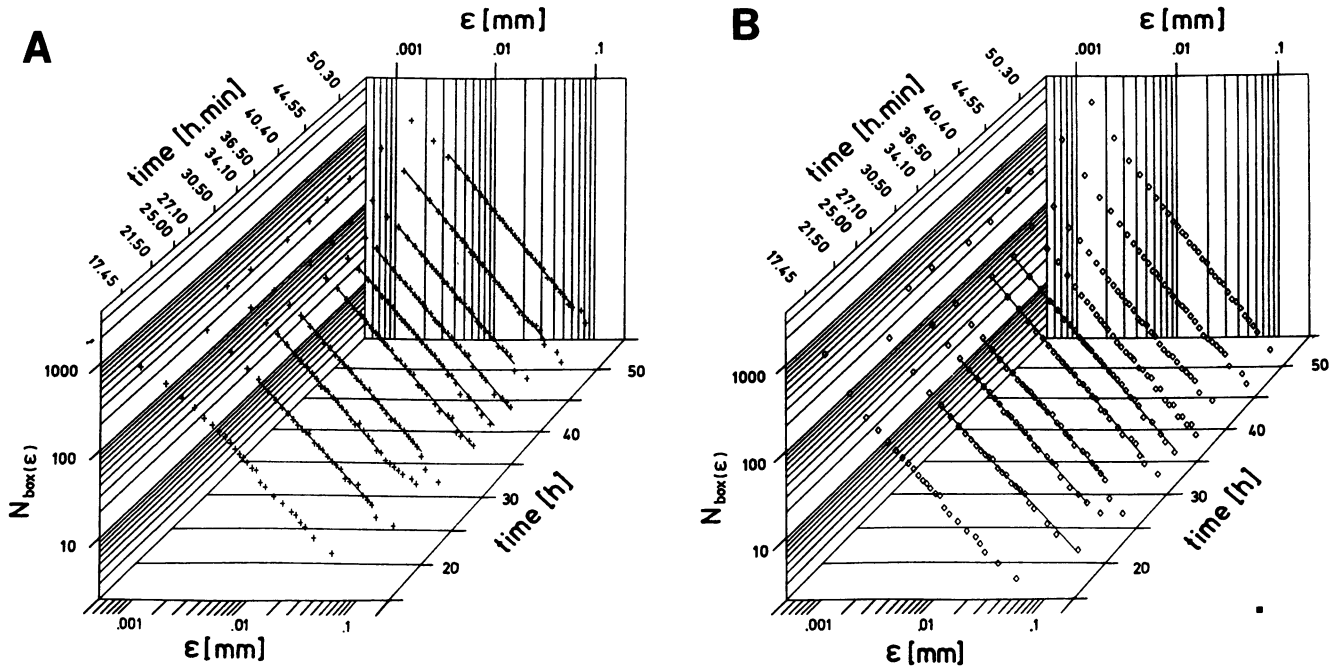 A
ε [mm]
.001 .01 .1
time [h.min]
50.30
44.55
40.40
36.50
34.10
30.50
27.10
25.00
21.50
17.45
1000
100
10
N box(ε)
50
40
30
20
time [h]
.001 .01 .1
ε [mm]
B
ε [mm]
.001 .01 .1
time [h.min]
50.30
44.55
40.40
36.50
34.10
30.50
27.10
25.00
21.50
17.45
1000
100
10
N box(ε)
50
40
30
20
time [h]
.001 .01 .1
ε [mm]